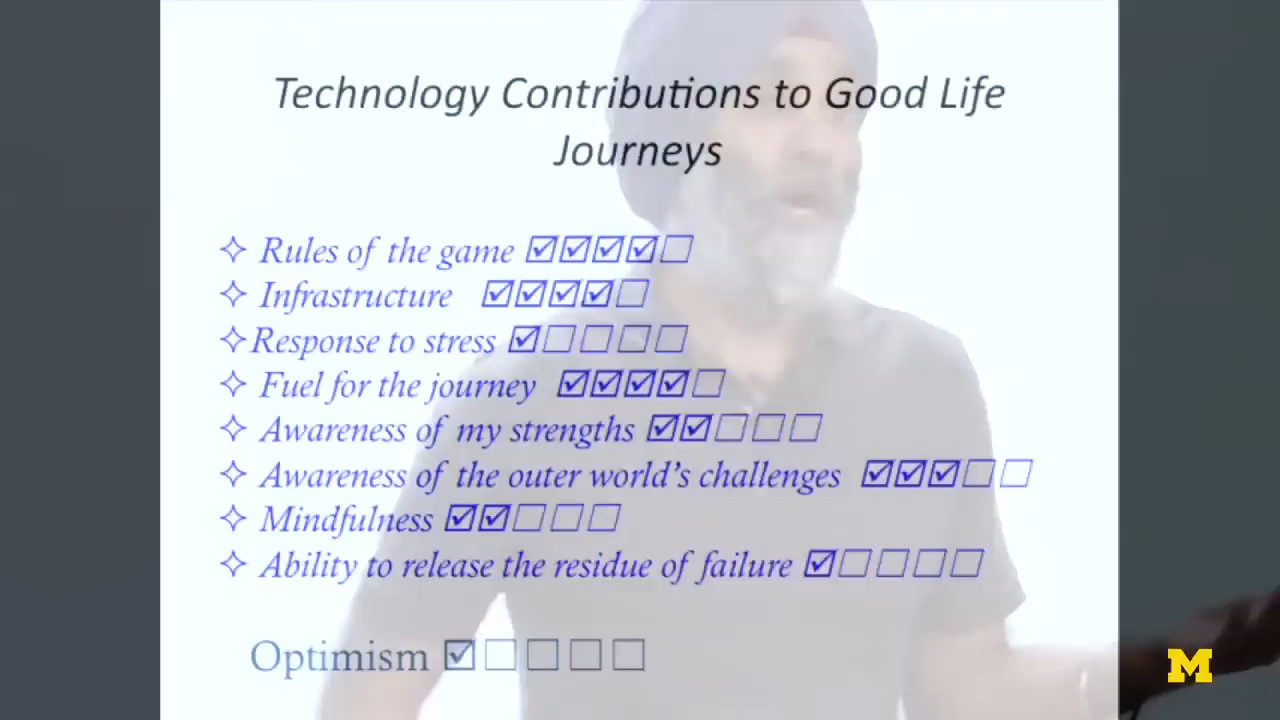 Technology Contributions to Good Life
Journeys
✧ Rules of the game ☑☑☑☑☐
✧ Infrastructure ☑☑☑☑☐
✧Response to stress ☑☐☐☐☐
✧ Fuel for the journey ☑☑☑☑☐
✧ Awareness of my strengths ☑☑☐☐☐
✧ Awareness of the outer world's challenges ☑☑☑☐☐
✧ Mindfulness ☑☑☐☐☐
✧ Ability to release the residue of failure ☑☐☐☐☐
Optimism ☑☐☐☐☐
M